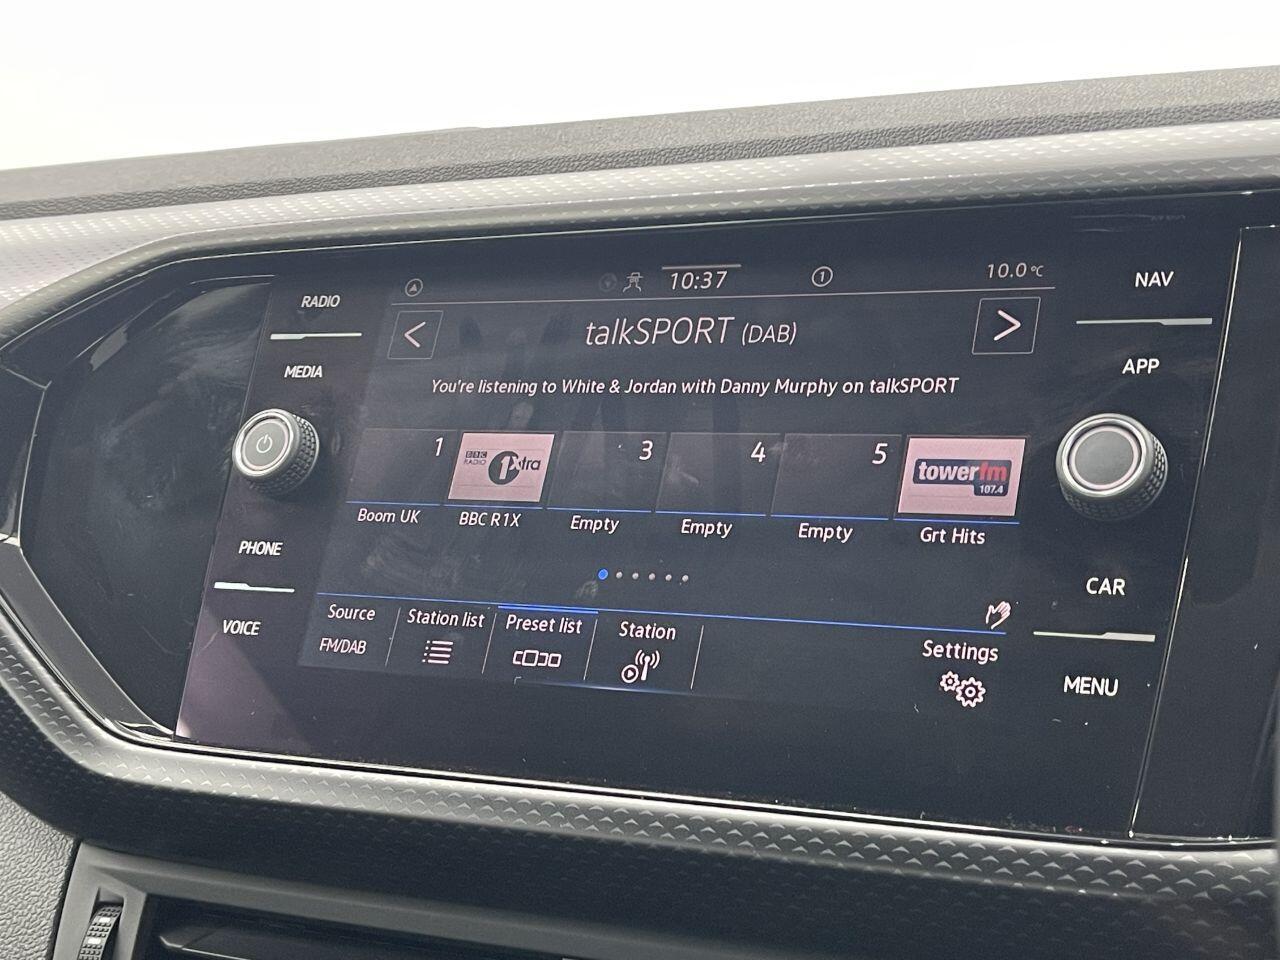 RADIO
MEDIA
PHONE
VOICE
10:37
1
10.0°C
< talkSPORT (DAB) >
You're listening to White & Jordan with Danny Murphy on talkSPORT
1
BBC RADIO 1Xtra
3
4
5
towerfm 107.4
Boom UK
BBC R1X
Empty
Empty
Empty
Grt Hits
Source
FM/DAB
Station list
Preset list
Station
Settings
NAV
APP
CAR
MENU